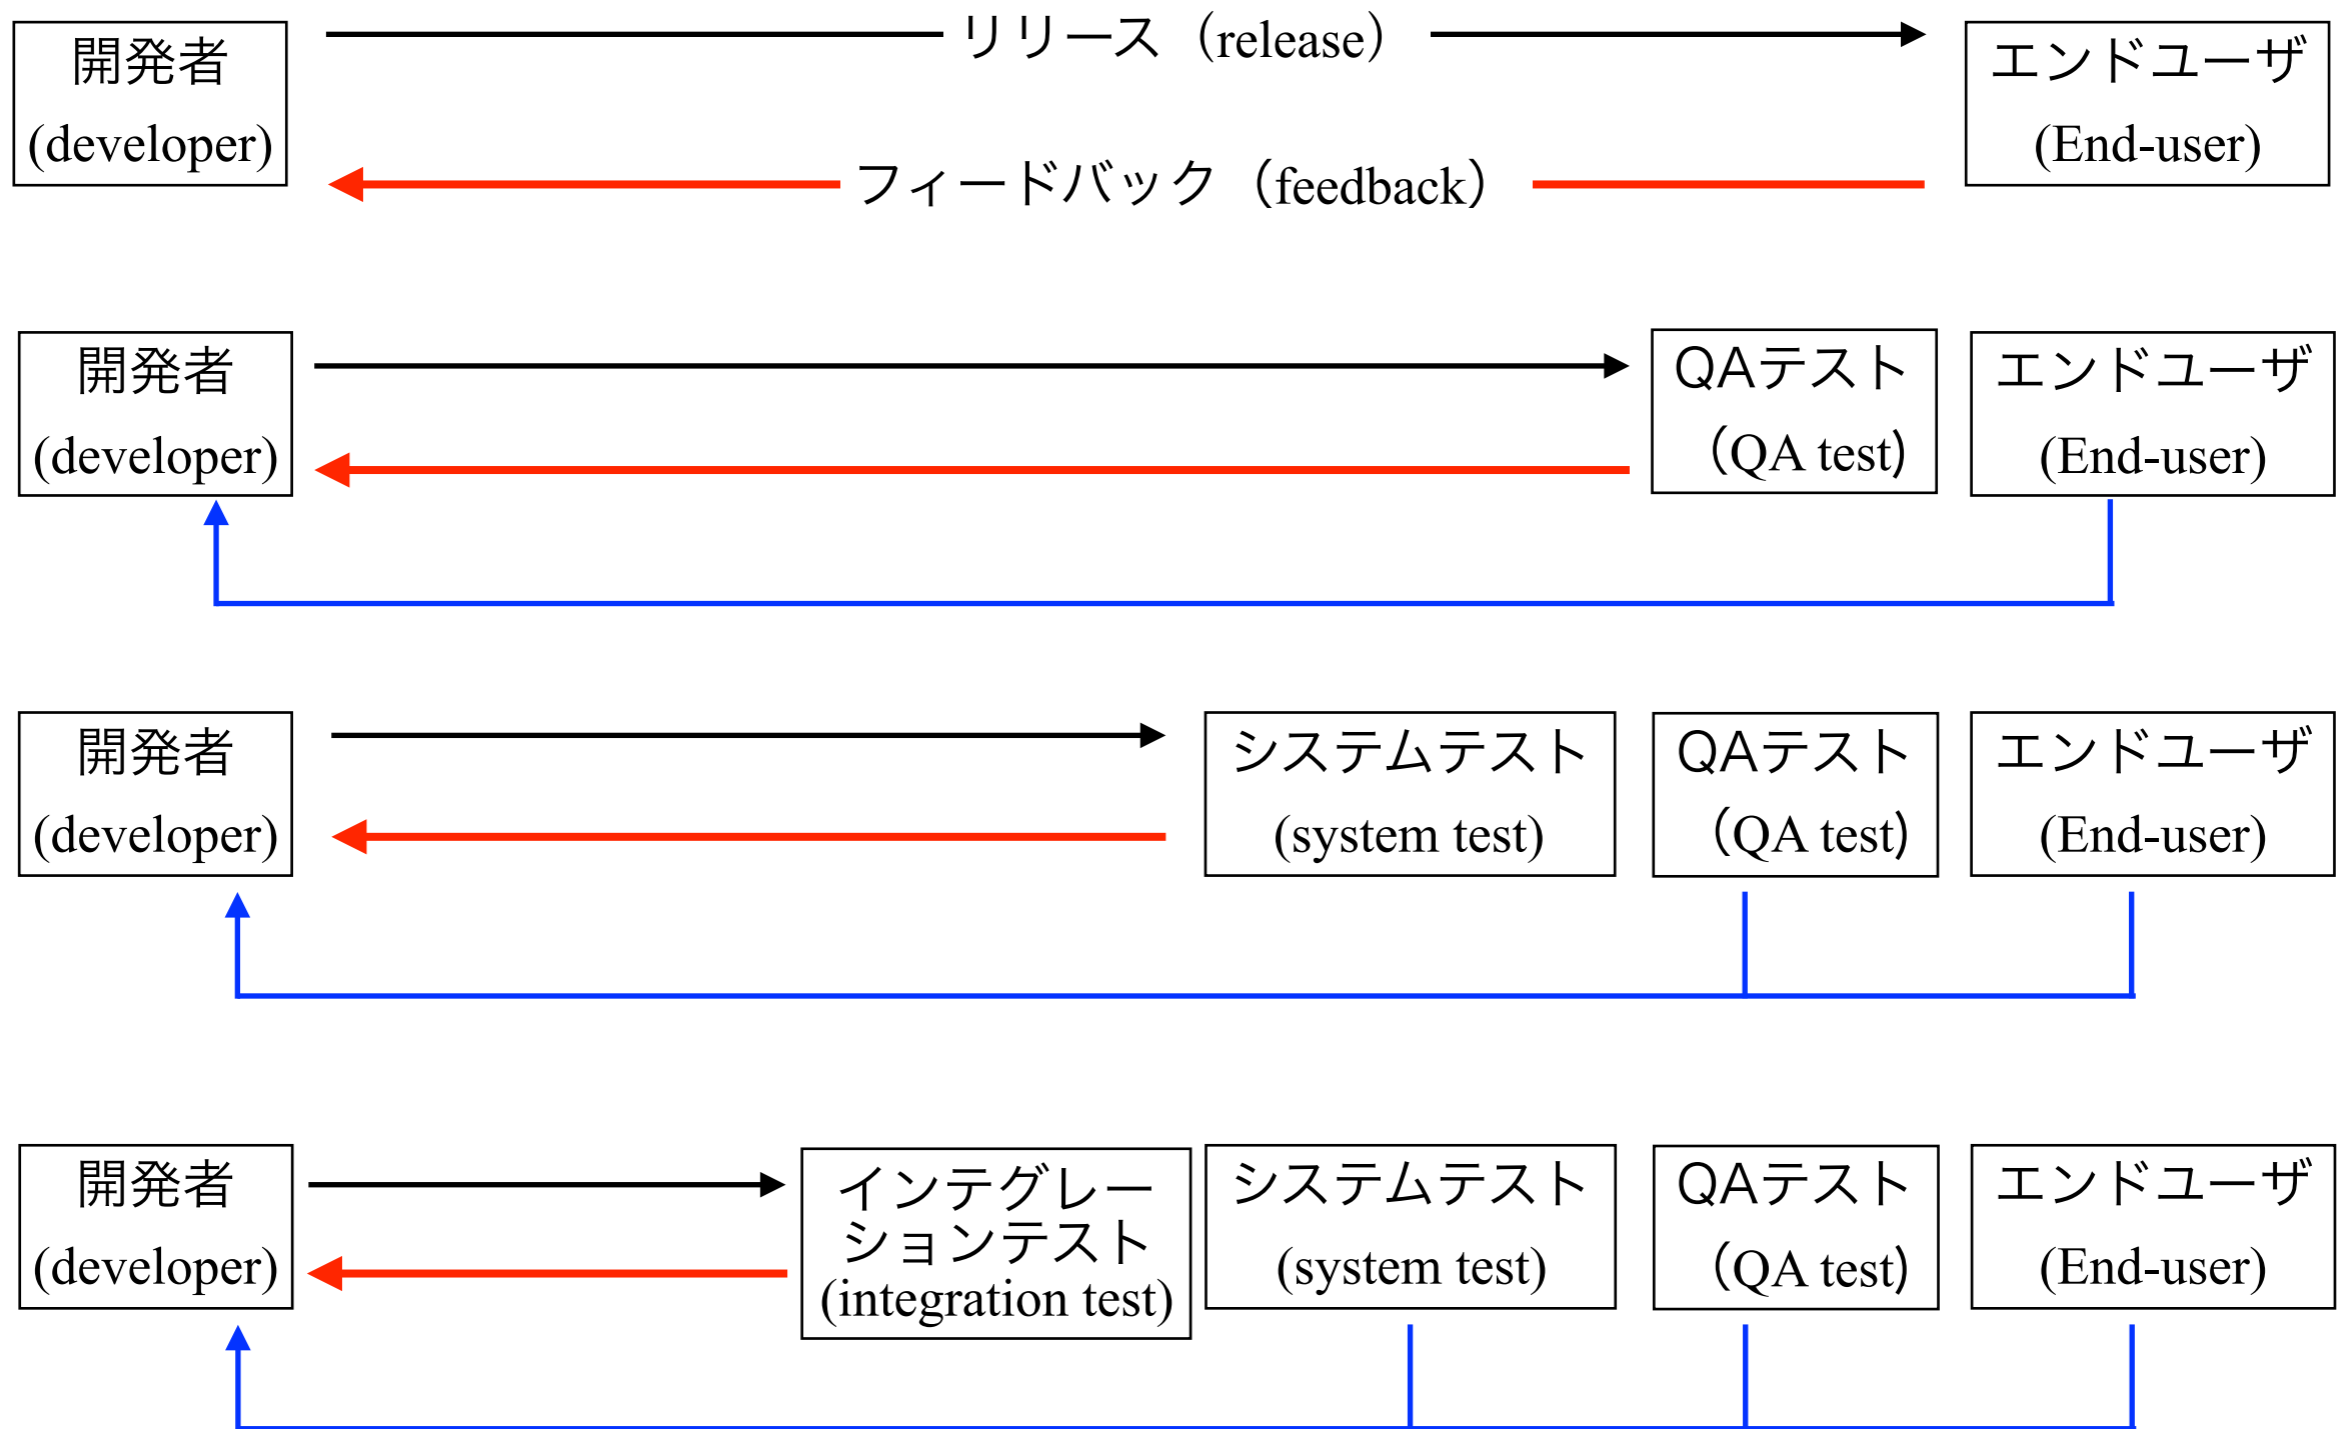 開発者
(developer)
リリース（release）
フィードバック（feedback）
エンドユーザ
(End-user)
開発者
(developer)
QAテスト
（QA test)
エンドユーザ
(End-user)
開発者
(developer)
システムテスト
(system test)
QAテスト
（QA test)
エンドユーザ
(End-user)
開発者
(developer)
インテグレー
ションテスト
(integration test)
システムテスト
(system test)
QAテスト
（QA test)
エンドユーザ
(End-user)